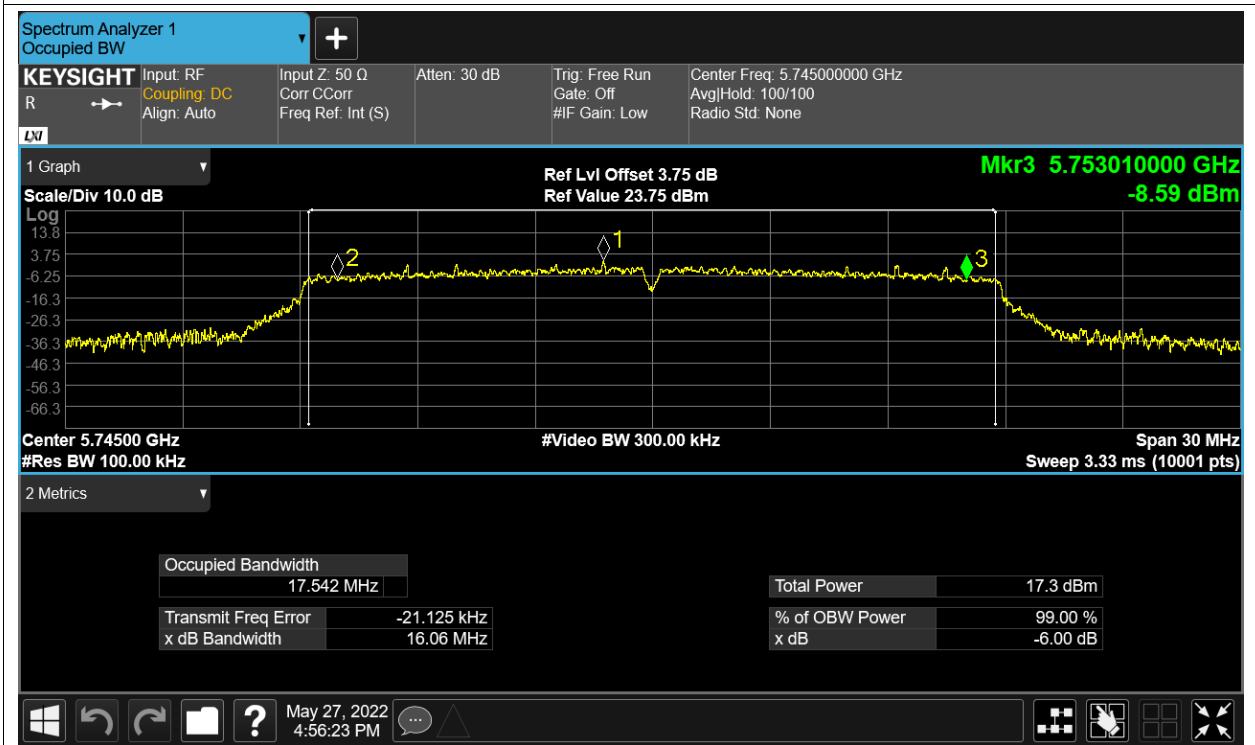 Spectrum Analyzer 1
Occupied BW
KEYSIGHT
R
LXI
Input: RF
Coupling: DC
Align: Auto
Input Z: 50 Ω
Corr CCorr
Freq Ref: Int (S)
Atten: 30 dB
Trig: Free Run
Gate: Off
#IF Gain: Low
Center Freq: 5.745000000 GHz
Avg|Hold: 100/100
Radio Std: None
1 Graph
Scale/Div 10.0 dB
Ref Lvl Offset 3.75 dB
Ref Value 23.75 dBm
Mkr3 5.753010000 GHz
-8.59 dBm
Log
13.8
3.75
-6.25
-16.3
-26.3
-36.3
-46.3
-56.3
-66.3
2
1
3
Center 5.74500 GHz
#Res BW 100.00 kHz
#Video BW 300.00 kHz
Span 30 MHz
Sweep 3.33 ms (10001 pts)
2 Metrics
Occupied Bandwidth
17.542 MHz
Transmit Freq Error -21.125 kHz
x dB Bandwidth 16.06 MHz
Total Power 17.3 dBm
% of OBW Power 99.00 %
x dB -6.00 dB
?
May 27, 2022
4:56:23 PM